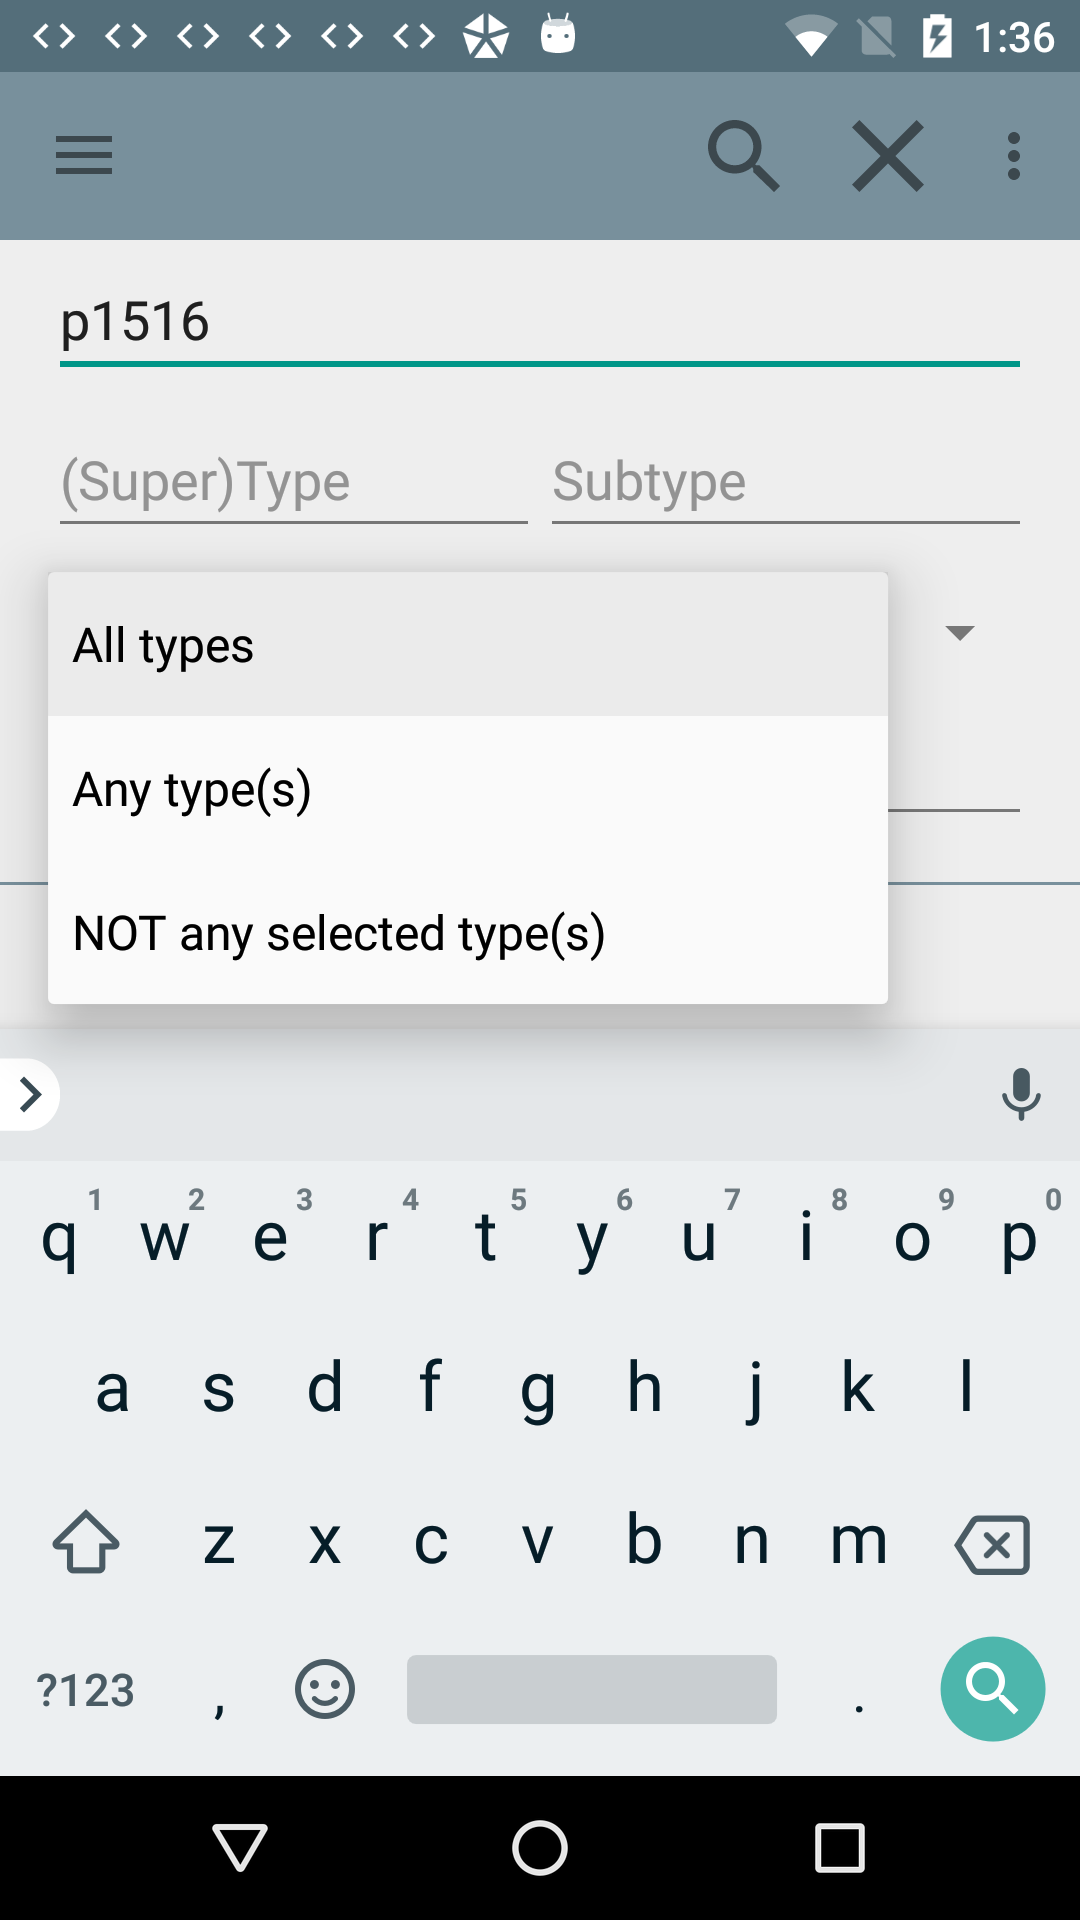 1:36
p1516
(Super)Type Subtype
All types
Any type(s)
NOT any selected type(s)
1 2 3 4 5 6 7 8 9 0
q w e r t y u i o p
a s d f g h j k l
z x c v b n m
?123 , .